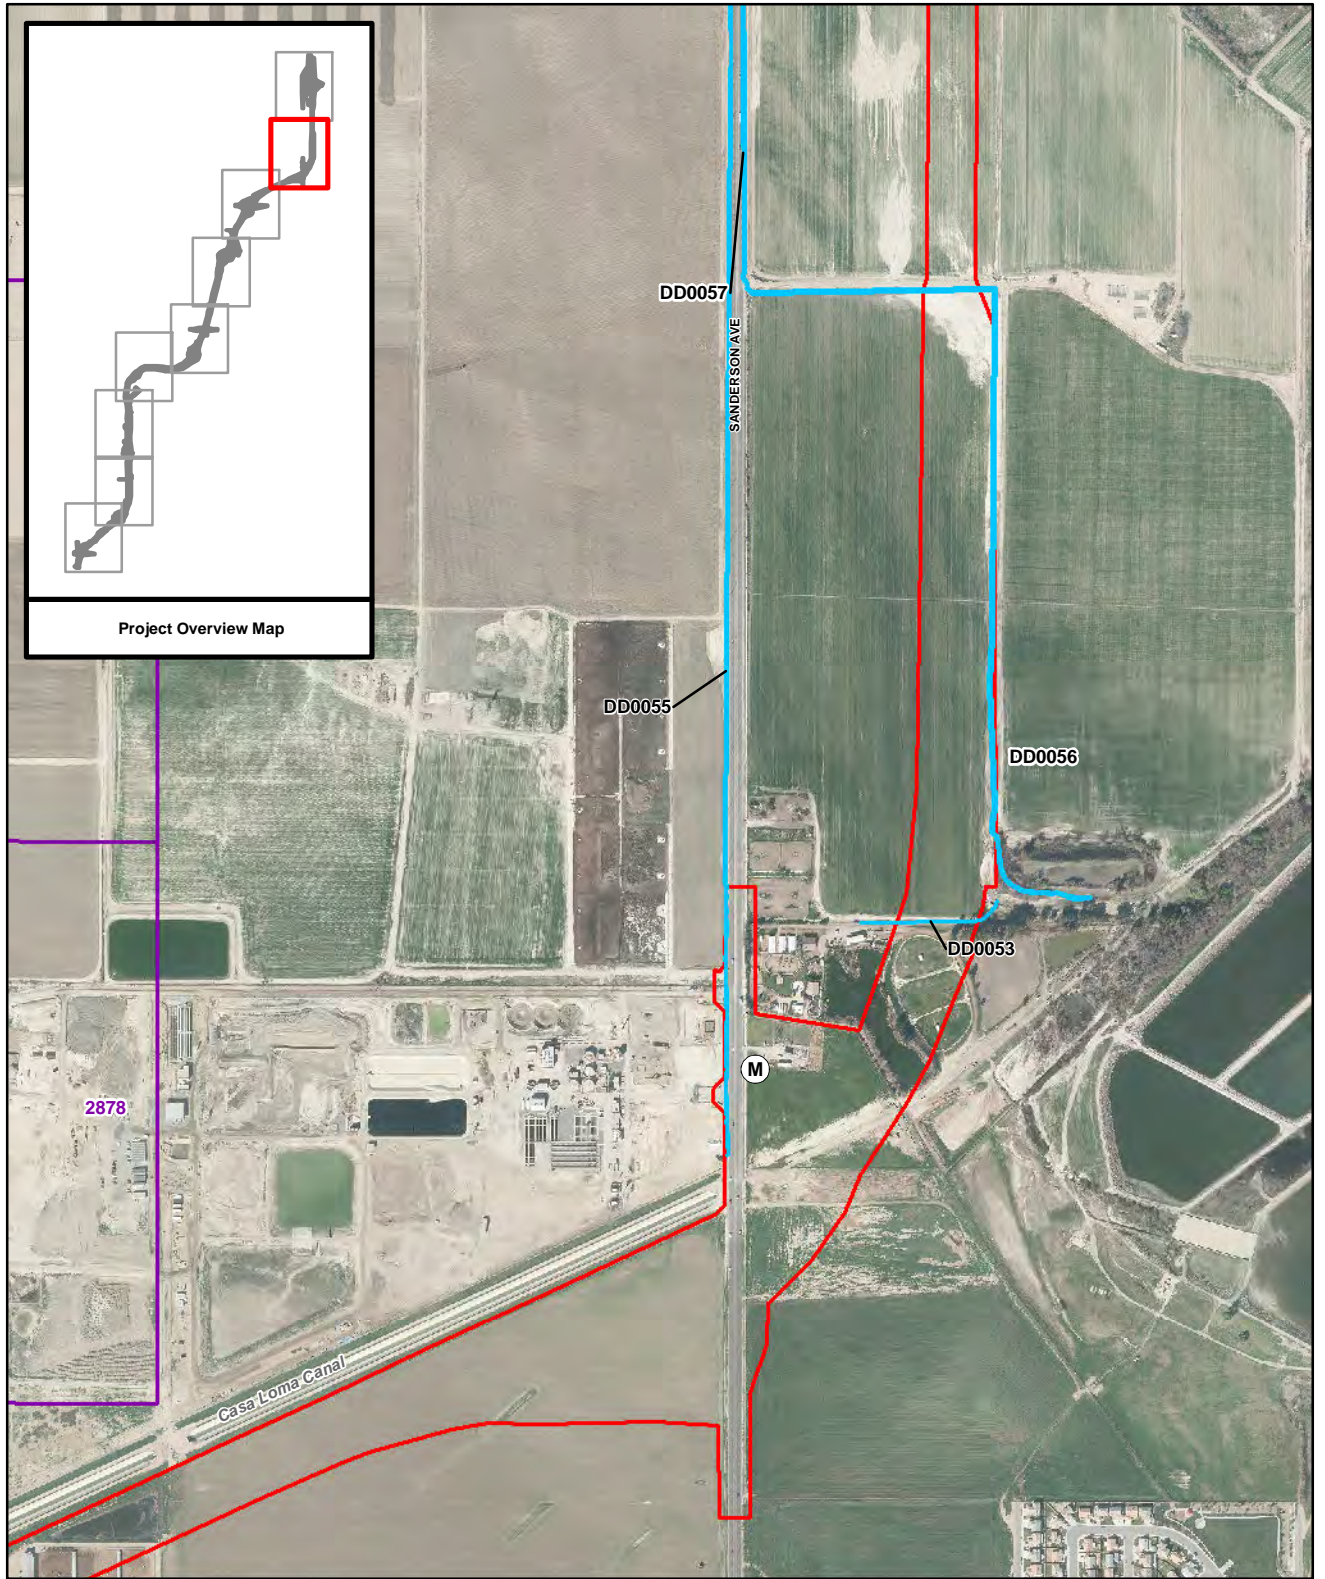 DD0057
SANDERSON AVE
Project Overview Map
DD0055
DD0056
DD0053
M
2878
Casa Loma Canal